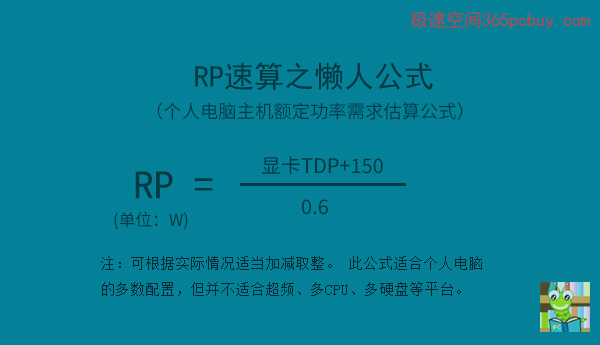 极速空间365pcbuy.com
RP速算之懒人公式
（个人电脑主机额定功率需求估算公式）
RP = 显卡TDP+150
0.6
(单位：W)
注：可根据实际情况适当加减取整。 此公式适合个人电脑
的多数配置，但并不适合超频、多CPU、多硬盘等平台。
PC